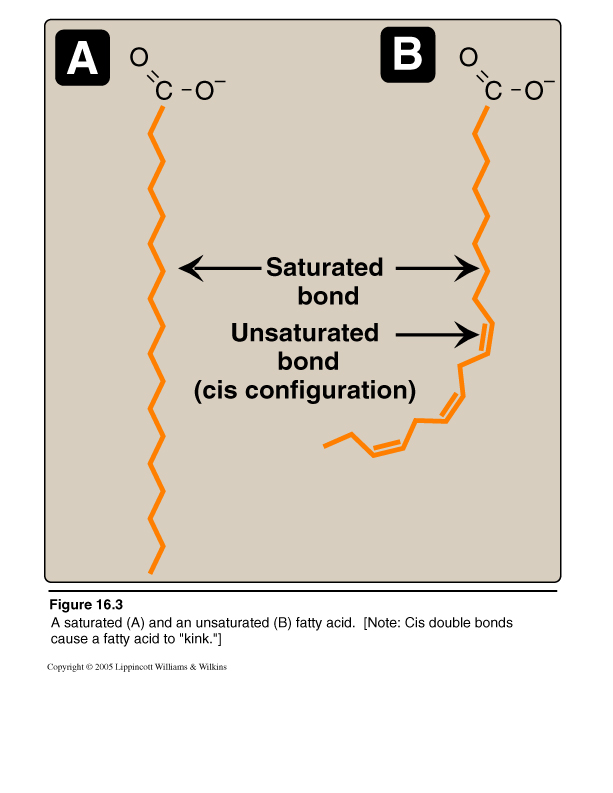 A
B
O
C –O–
O
C –O–
Saturated
bond
Unsaturated
bond
(cis configuration)
Figure 16.3
A saturated (A) and an unsaturated (B) fatty acid. [Note: Cis double bonds
cause a fatty acid to "kink."]
Copyright © 2005 Lippincott Williams & Wilkins